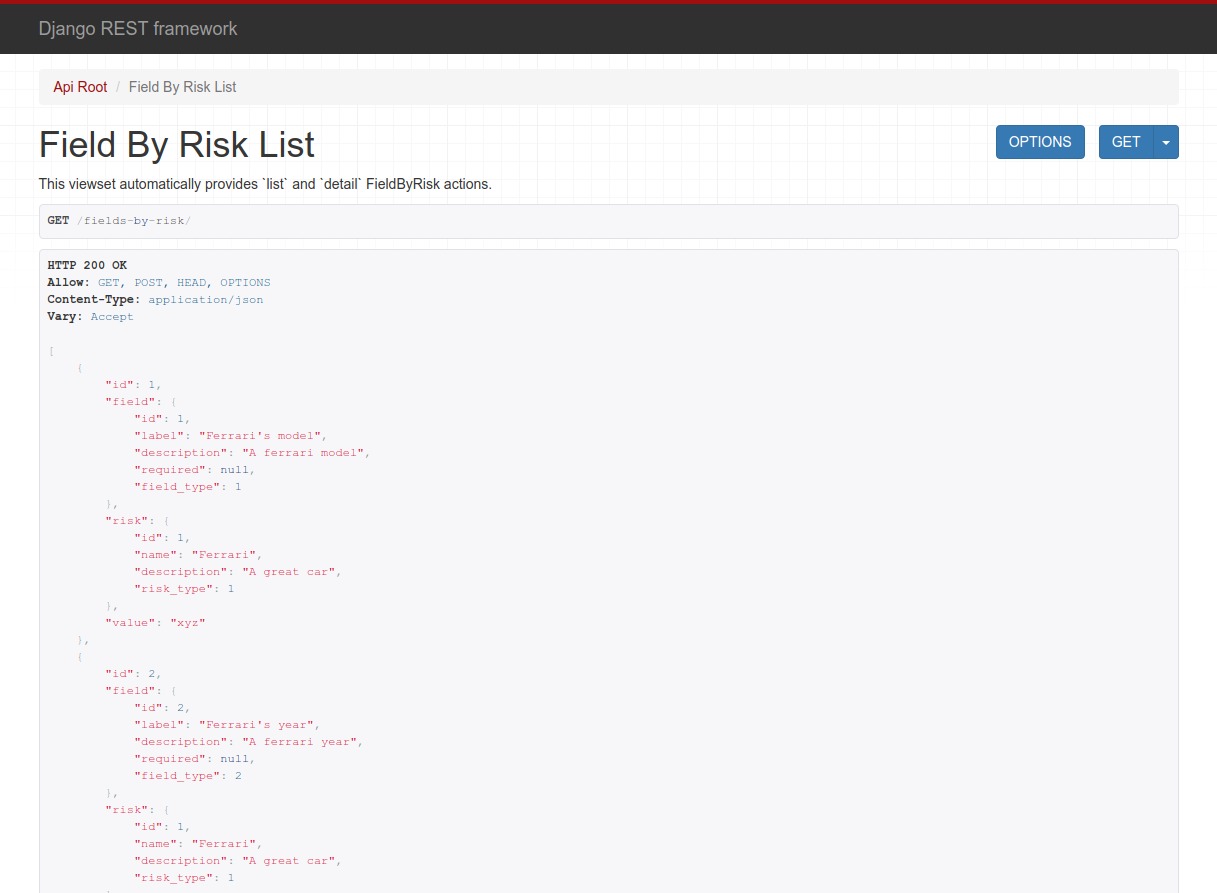 Django REST framework
Api Root / Field By Risk List
Field By Risk List
OPTIONS GET
This viewset automatically provides `list` and `detail` FieldByRisk actions.
GET /fields-by-risk/
HTTP 200 OK
Allow: GET, POST, HEAD, OPTIONS
Content-Type: application/json
Vary: Accept
[
    {
        "id": 1,
        "field": {
            "id": 1,
            "label": "Ferrari's model",
            "description": "A ferrari model",
            "required": null,
            "field_type": 1
        },
        "risk": {
            "id": 1,
            "name": "Ferrari",
            "description": "A great car",
            "risk_type": 1
        },
        "value": "xyz"
    },
    {
        "id": 2,
        "field": {
            "id": 2,
            "label": "Ferrari's year",
            "description": "A ferrari year",
            "required": null,
            "field_type": 2
        },
        "risk": {
            "id": 1,
            "name": "Ferrari",
            "description": "A great car",
            "risk_type": 1